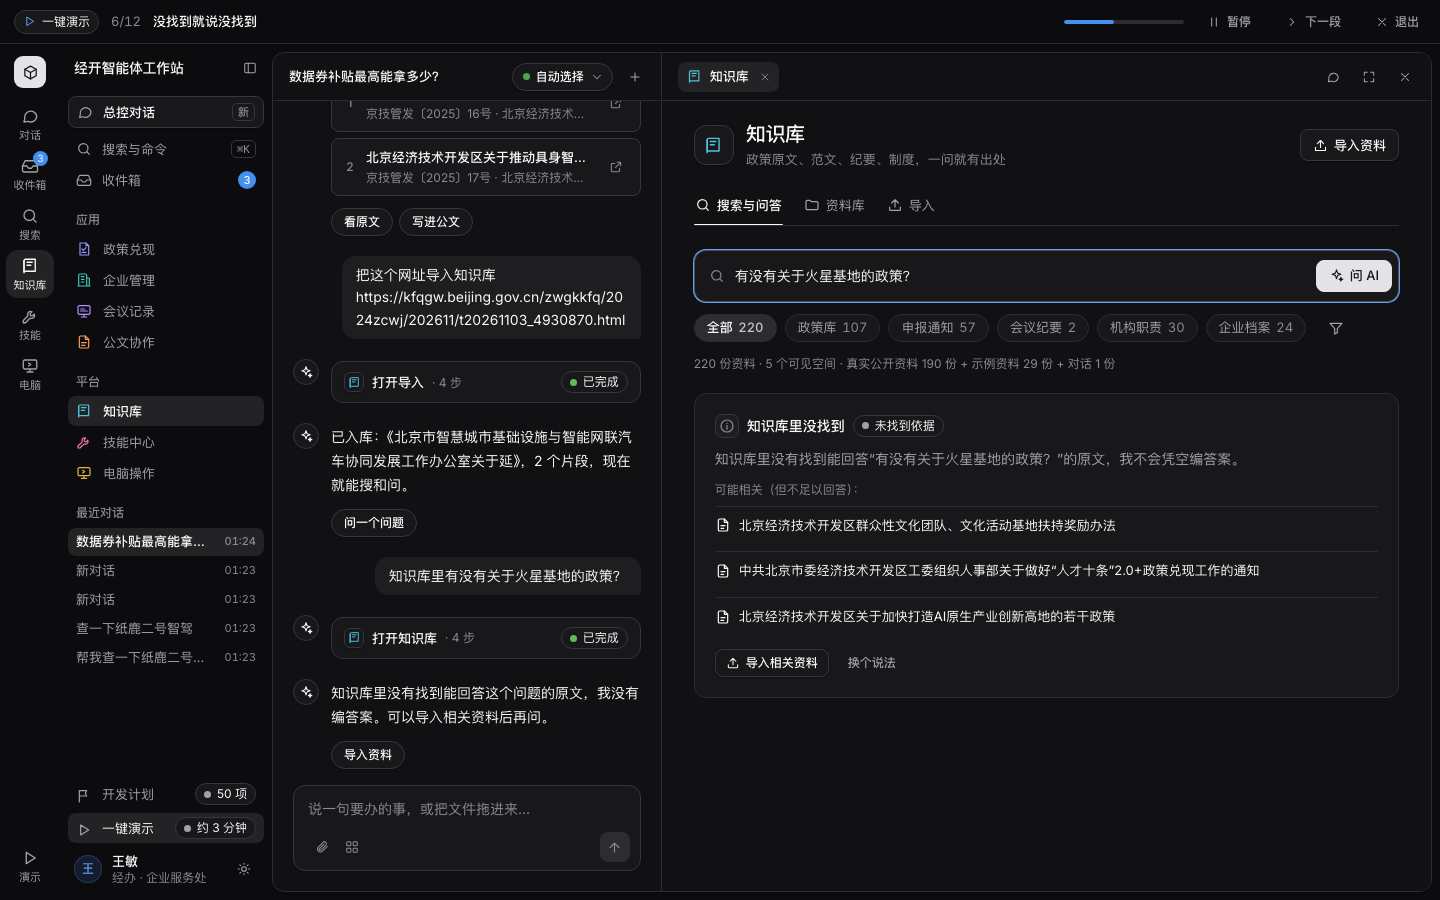 一键演示
6/12
没找到就说没找到
暂停
下一段
退出
对话
3
收件箱
搜索
知识库
技能
电脑
演示
经开智能体工作站
总控对话
新
搜索与命令
⌘K
收件箱
3
应用
政策兑现
企业管理
会议记录
公文协作
平台
知识库
技能中心
电脑操作
最近对话
数据券补贴最高能拿... 01:24
新对话 01:23
新对话 01:23
查一下纸鹿二号智驾 01:23
帮我查一下纸鹿二号... 01:23
开发计划
50 项
一键演示
约 3 分钟
王
王敏
经办 · 企业服务处
数据券补贴最高能拿多少?
自动选择
京技管发〔2025〕16号 · 北京经济技术...
2
北京经济技术开发区关于推动具身智...
京技管发〔2025〕17号 · 北京经济技术...
看原文
写进公文
把这个网址导入知识库
https://kfqgw.beijing.gov.cn/zwgkkfq/20
24zcwj/202611/t20261103_4930870.html
打开导入 · 4 步
已完成
已入库：《北京市智慧城市基础设施与智能网联汽
车协同发展工作办公室关于延》，2 个片段，现在
就能搜和问。
问一个问题
知识库里有没有关于火星基地的政策？
打开知识库 · 4 步
已完成
知识库里没有找到能回答这个问题的原文，我没有
编答案。可以导入相关资料后再问。
导入资料
说一句要办的事，或把文件拖进来...
知识库
知识库
政策原文、范文、纪要、制度，一问就有出处
导入资料
搜索与问答
资料库
导入
有没有关于火星基地的政策？
问 AI
全部 220
政策库 107
申报通知 57
会议纪要 2
机构职责 30
企业档案 24
220 份资料 · 5 个可见空间 · 真实公开资料 190 份 + 示例资料 29 份 + 对话 1 份
知识库里没找到
未找到依据
知识库里没有找到能回答“有没有关于火星基地的政策？”的原文，我不会凭空编答案。
可能相关（但不足以回答）：
北京经济技术开发区群众性文化团队、文化活动基地扶持奖励办法
中共北京市委经济技术开发区工委组织人事部关于做好“人才十条”2.0+政策兑现工作的通知
北京经济技术开发区关于加快打造AI原生产业创新高地的若干政策
导入相关资料
换个说法